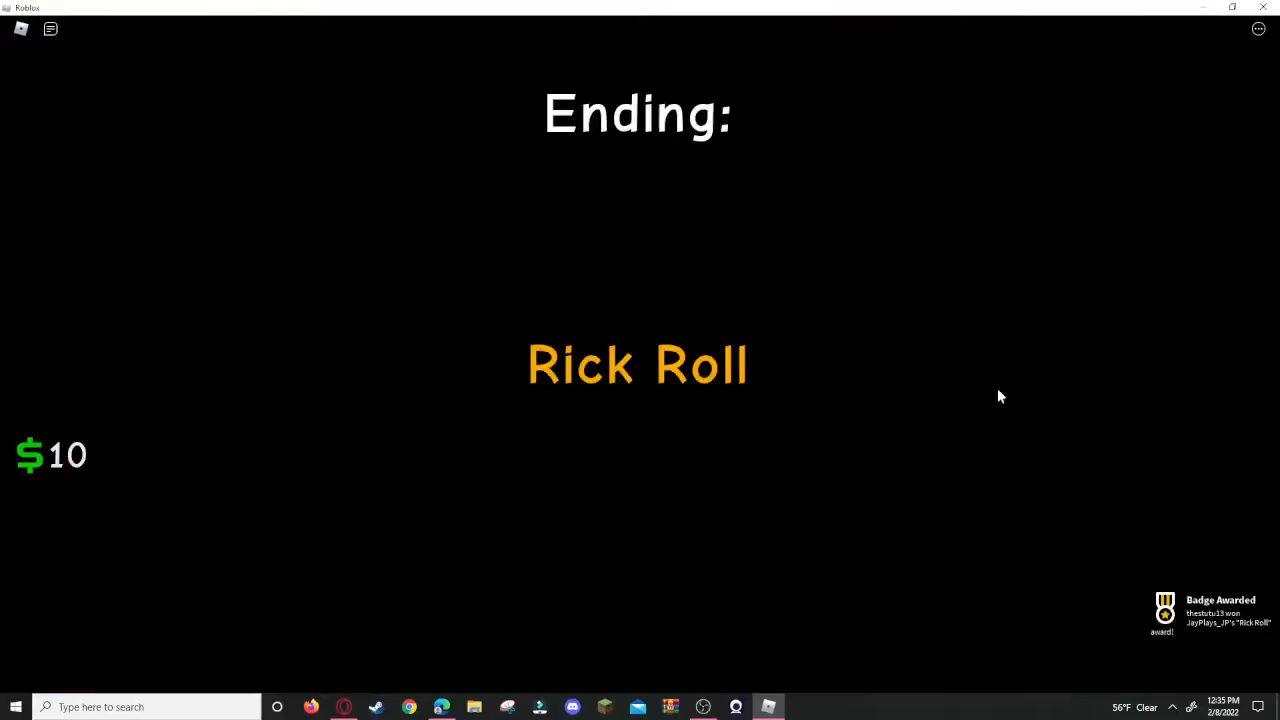 Roblox
Ending:
Rick Roll
$10
Badge Awarded
thestutu13 won
JayPlays_JP's "Rick Roll"
award!
Type here to search
56°F Clear
12:35 PM
2/8/2022